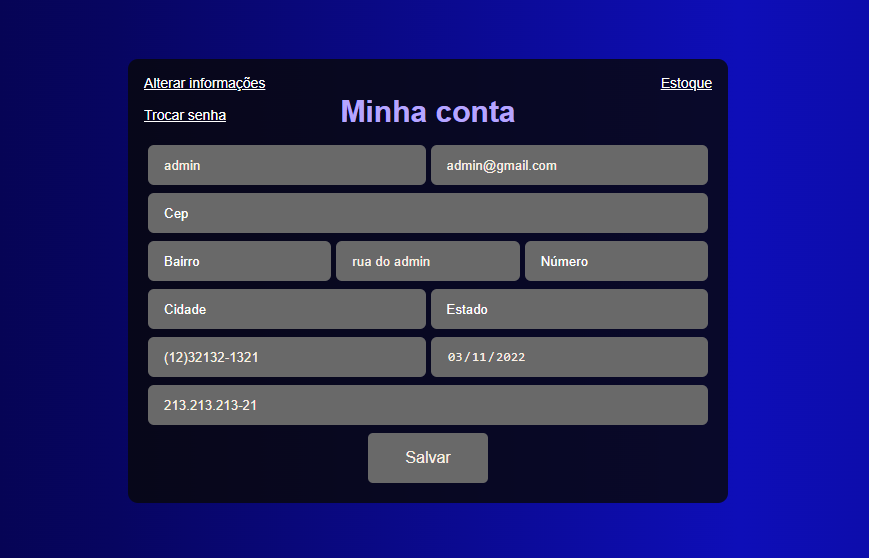 Alterar informações
Estoque
Trocar senha
Minha conta
admin
admin@gmail.com
Cep
Bairro
rua do admin
Número
Cidade
Estado
(12)32132-1321
03/11/2022
213.213.213-21
Salvar